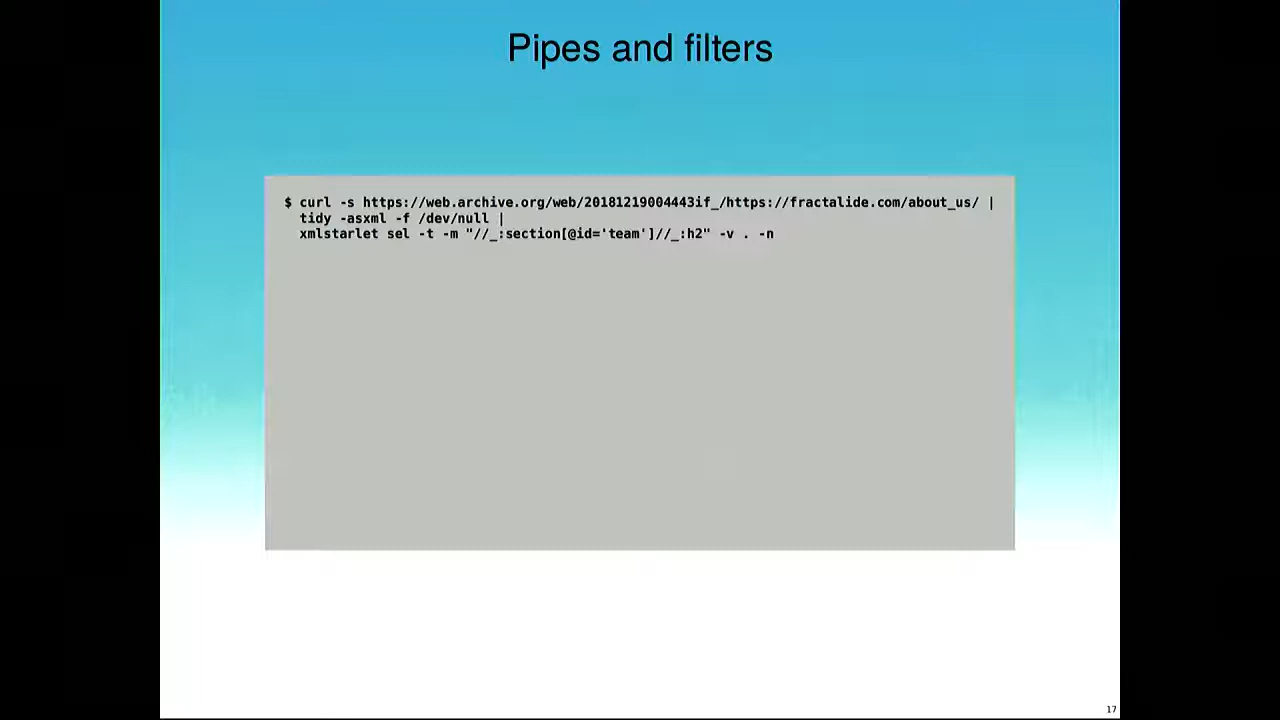 Pipes and filters
$ curl -s https://web.archive.org/web/20181219004443if_/https://fractalide.com/about_us/ |
tidy -asxml -f /dev/null |
xmlstarlet sel -t -m "//_:section[@id='team']//_:h2" -v . -n
17